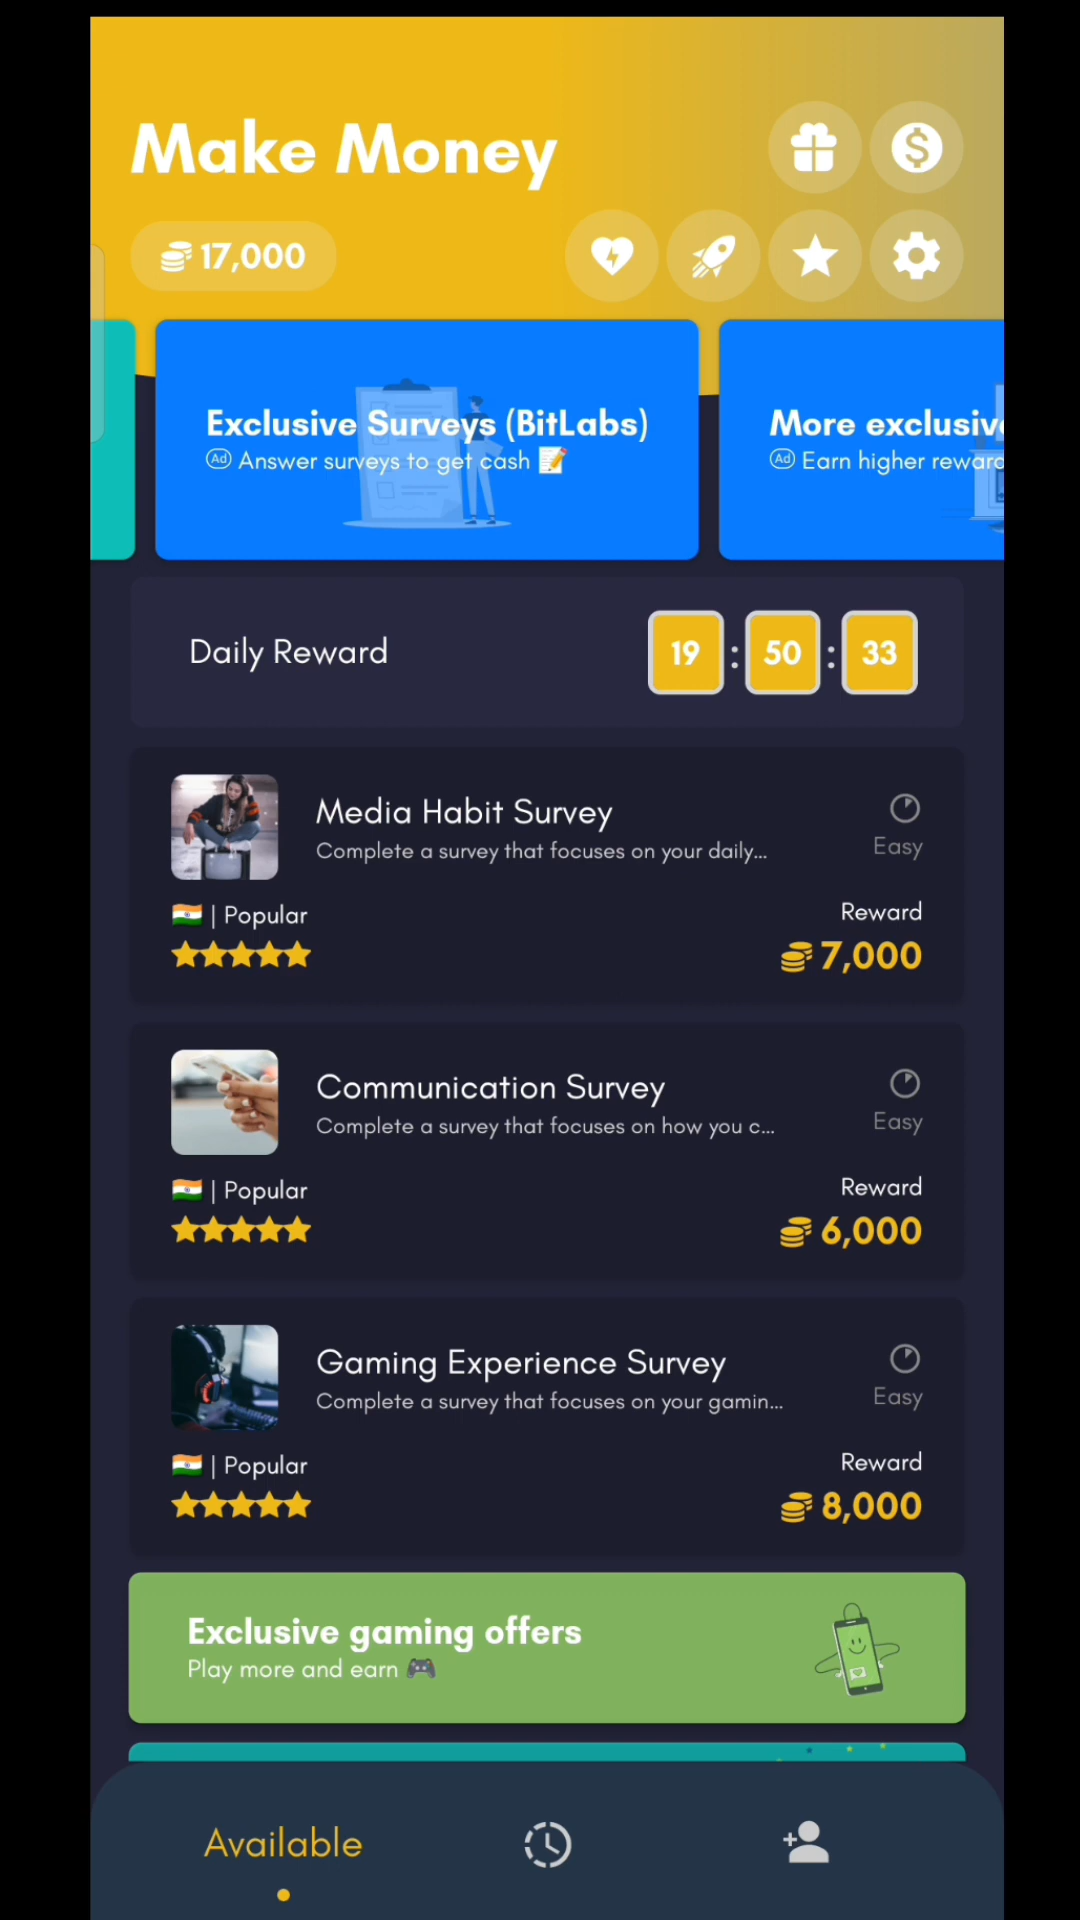 Make Money
17,000
Exclusive Surveys (BitLabs)
Ad Answer surveys to get cash
More exclusive
Ad Earn higher reward
Daily Reward
19 : 50 : 33
Media Habit Survey
Complete a survey that focuses on your daily...
Easy
| Popular
Reward
7,000
Communication Survey
Complete a survey that focuses on how you c...
Easy
| Popular
Reward
6,000
Gaming Experience Survey
Complete a survey that focuses on your gamin...
Easy
| Popular
Reward
8,000
Exclusive gaming offers
Play more and earn
Available